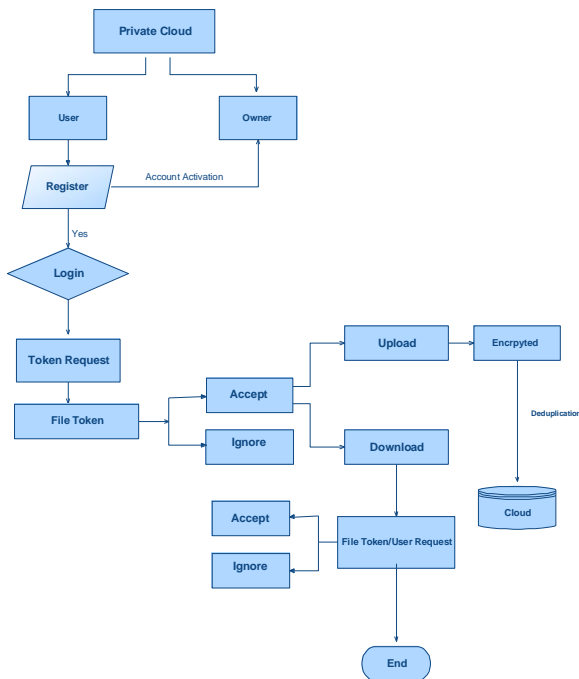 Private Cloud
User
Owner
Register
Account Activation
Yes
Login
Token Request
File Token
Accept
Ignore
Upload
Encrpyted
Deduplication
Download
Cloud
Accept
File Token/User Request
Ignore
End